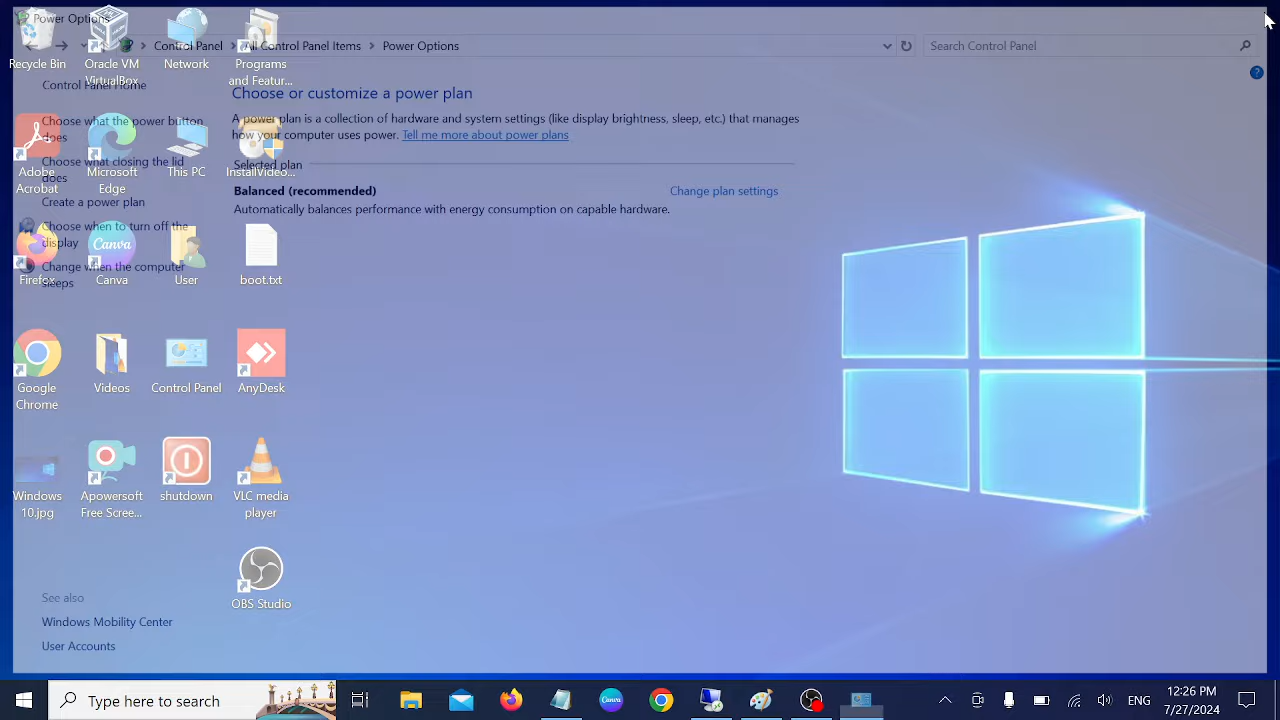 Power Options
Control Panel
All Control Panel Items
Power Options
Search Control Panel
Control Panel Home
Choose what the power button
does
Choose what closing the lid
does
Create a power plan
Choose when to turn off the
display
Change when the computer
sleeps
See also
Windows Mobility Center
User Accounts
Choose or customize a power plan
A power plan is a collection of hardware and system settings (like display brightness, sleep, etc.) that manages
how your computer uses power. Tell me more about power plans
Selected plan
Balanced (recommended)
Change plan settings
Automatically balances performance with energy consumption on capable hardware.
Recycle Bin
Oracle VM
VirtualBox
Network
Programs
and Featur...
Adobe
Acrobat
Microsoft
Edge
This PC
InstallVideo...
Firefox
Canva
Canva
User
boot.txt
Google
Chrome
Videos
Control Panel
AnyDesk
Windows
10.jpg
Apowersoft
Free Scree...
shutdown
VLC media
player
OBS Studio
Type here to search
Canva
ENG
12:26 PM
7/27/2024